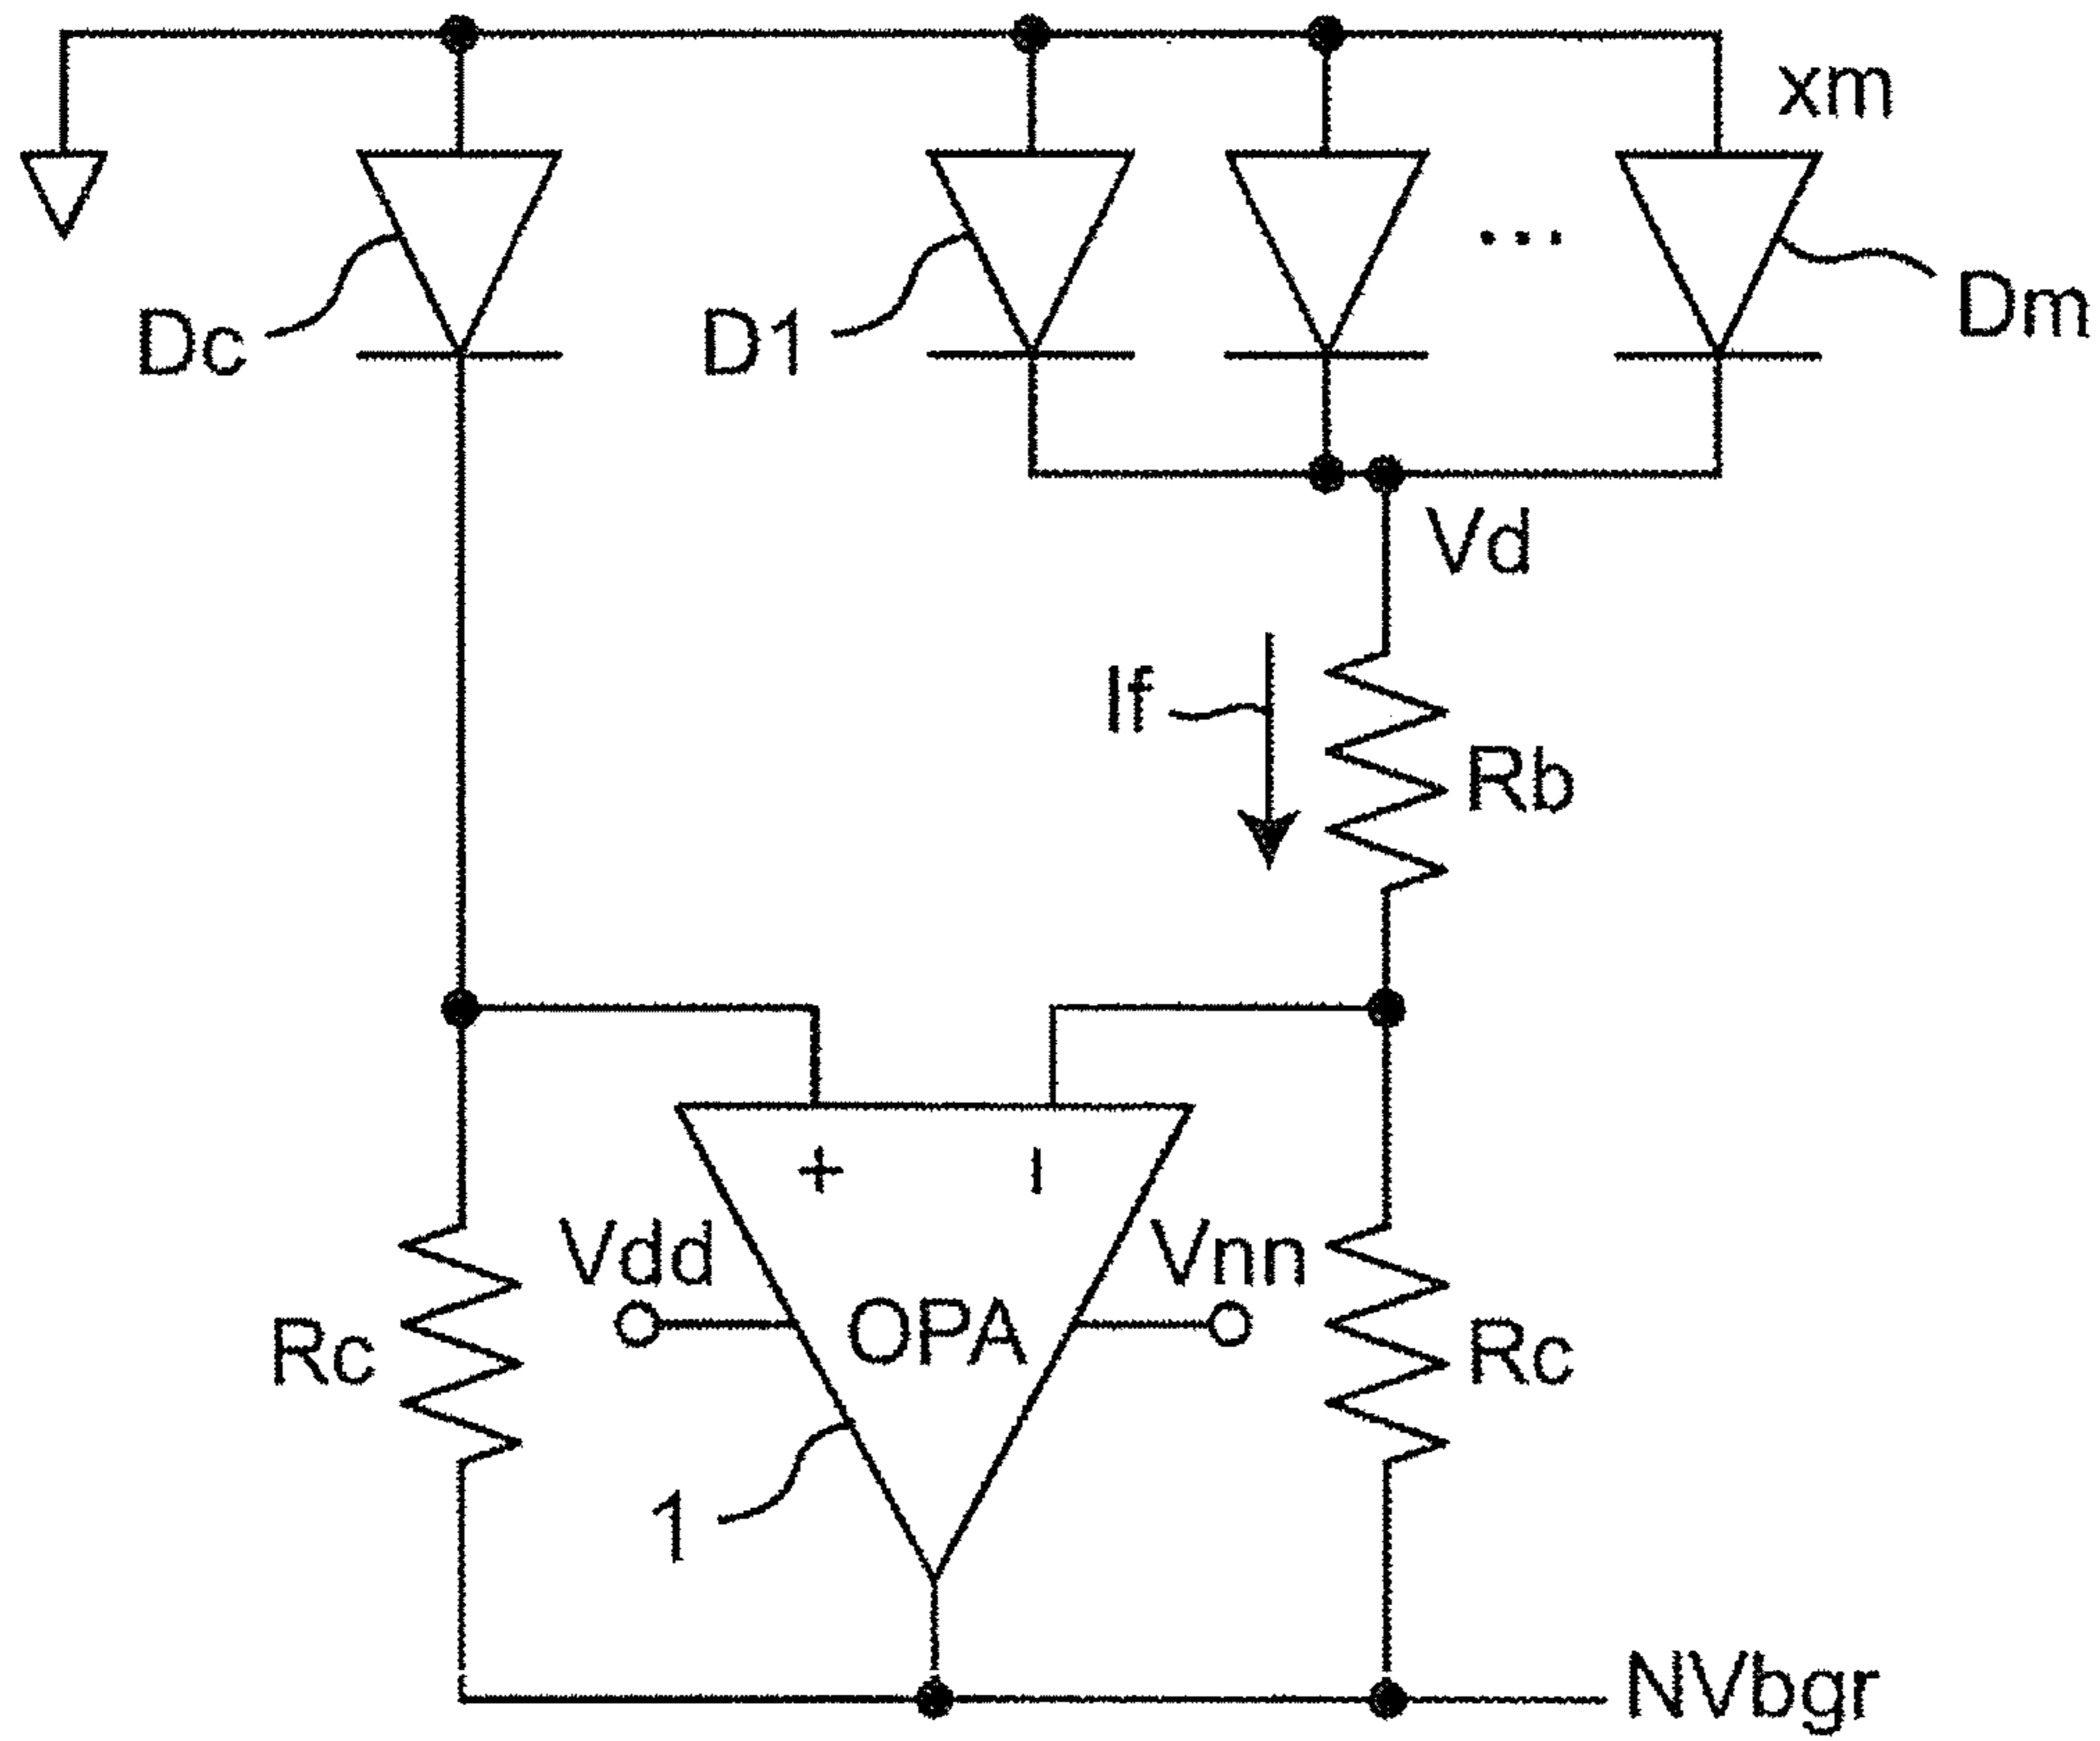 xm
Dc
D1
...
Dm
Vd
If
Rb
+
-
Vdd
Vnn
OPA
Rc
Rc
1
NVbgr